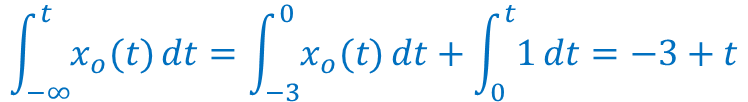 ∫_{-∞}^{t} x_o(t) dt = ∫_{-3}^{0} x_o(t) dt + ∫_{0}^{t} 1 dt = −3 + t